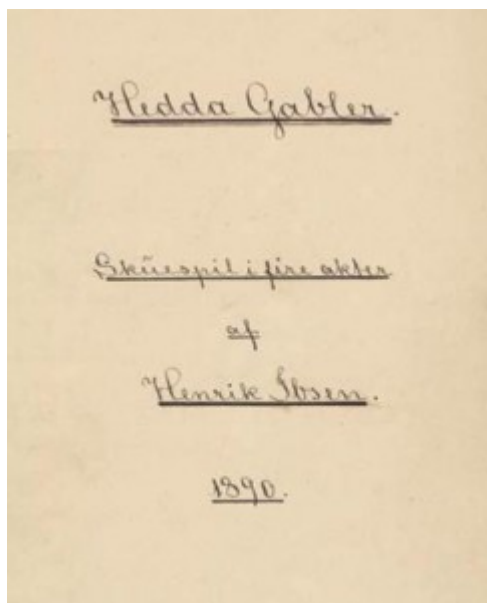 Hedda Gabler.
Skuespil i fire akter
af
Henrik Ibsen.
1890.